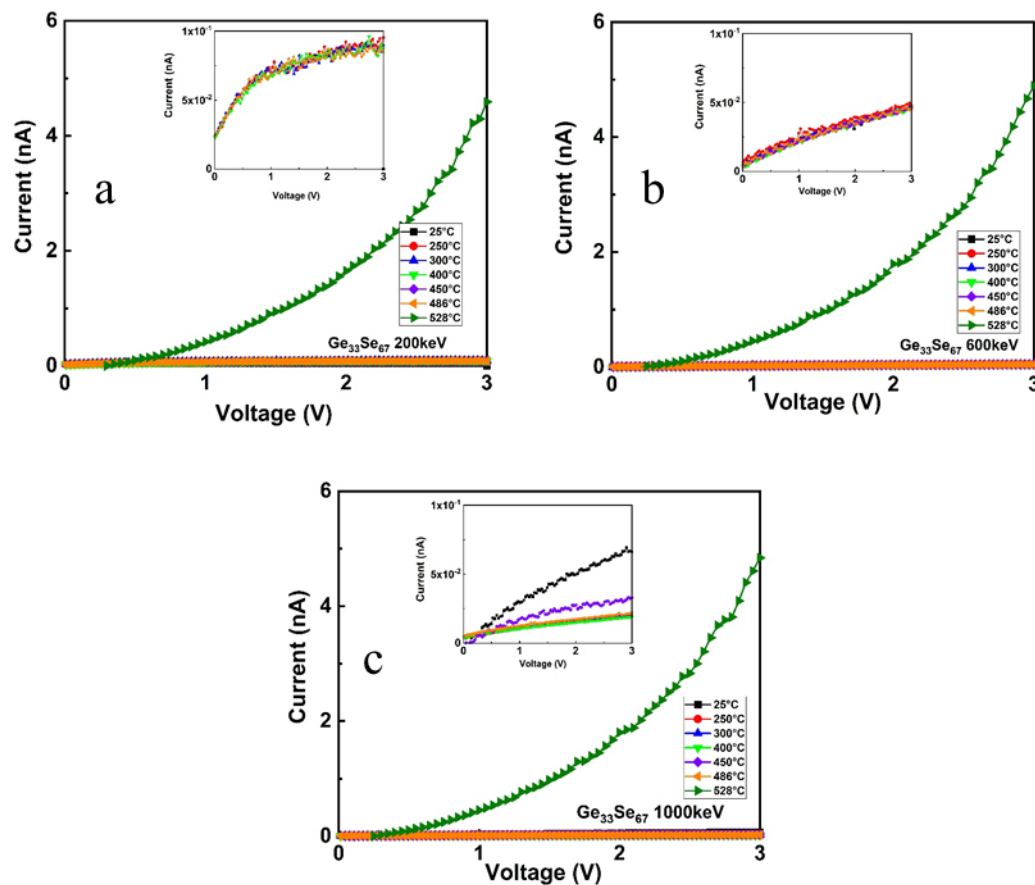 6
4
2
0
Current (nA)
0
1
2
3
Voltage (V)
a
1x10⁻¹
5x10⁻²
0
Current (nA)
0
1
2
3
Voltage (V)
25°C
250°C
300°C
400°C
450°C
486°C
528°C
Ge₃₃Se₆₇ 200keV
6
4
2
0
Current (nA)
0
1
2
3
Voltage (V)
b
1x10⁻¹
5x10⁻²
0
Current (nA)
0
1
2
3
Voltage (V)
25°C
250°C
300°C
400°C
450°C
486°C
528°C
Ge₃₃Se₆₇ 600keV
6
4
2
0
Current (nA)
0
1
2
3
Voltage (V)
c
1x10⁻¹
5x10⁻²
0
Current (nA)
0
1
2
3
Voltage (V)
25°C
250°C
300°C
400°C
450°C
486°C
528°C
Ge₃₃Se₆₇ 1000keV